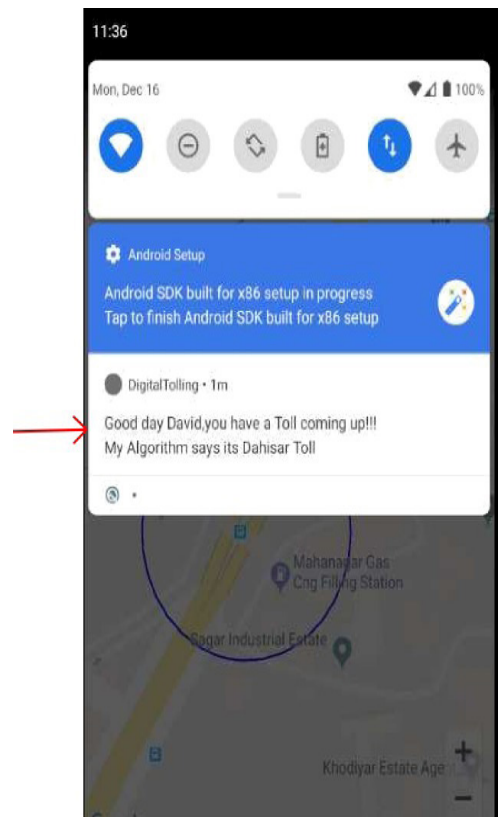 11:36
Mon, Dec 16
100%
Android Setup
Android SDK built for x86 setup in progress
Tap to finish Android SDK built for x86 setup
DigitalTolling • 1m
Good day David,you have a Toll coming up!!!
My Algorithm says its Dahisar Toll
Mahanagar Gas
Cng Filling Station
Sagar Industrial Estate
Khodiyar Estate Age